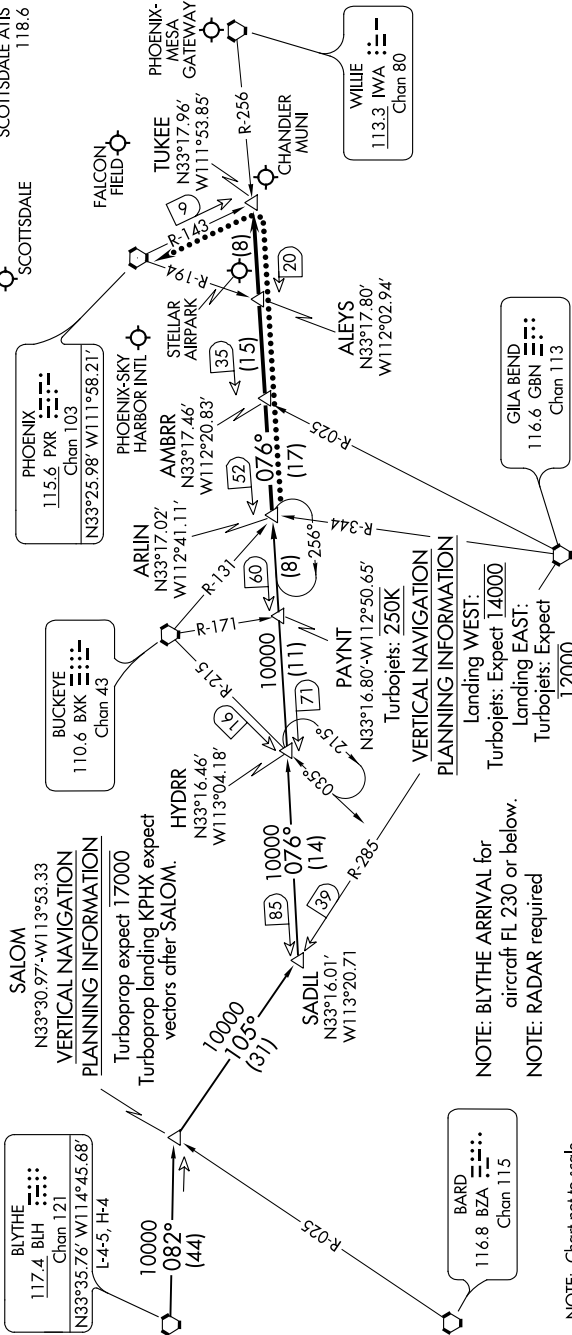 SCOTTSDALE ATIS
118.6
SCOTTSDALE
FALCON
FIELD
PHOENIX-
MESA
GATEWAY
TUKEE
N33°17.96'
W111°53.85'
CHANDLER
MUNI
R-256
WILLIE
113.3 IWA
Chan 80
R-143
9
R-194
(8)
STELLAR
AIRPARK
20
ALEYS
N33°17.80'
W112°02.94'
PHOENIX
115.6 PXR
Chan 103
N33°25.98' W111°58.21'
PHOENIX-SKY
HARBOR INTL
35
(15)
AMBRR
N33°17.46'
W112°20.83'
076°
(17)
52
R-025
GILA BEND
116.6 GBN
Chan 113
ARLIN
N33°17.02'
W112°41.11'
256°
R-344
R-131
60
(8)
BUCKEYE
110.6 BXK
Chan 43
R-171
R-215
10000
(11)
PAYNT
N33°16.80'-W112°50.65'
Turbojets: 250K
VERTICAL NAVIGATION
PLANNING INFORMATION
Landing WEST:
Turbojets: Expect 14000
Landing EAST:
Turbojets: Expect
12000
16
71
HYDRR
N33°16.46'
W113°04.18'
215°
035°
10000
076°
(14)
85
39
R-285
SADLL
N33°16.01'
W113°20.71
SALOM
N33°30.97'-W113°53.33
VERTICAL NAVIGATION
PLANNING INFORMATION
Turboprop expect 17000
Turboprop landing KPHX expect
vectors after SALOM.
10000
105°
(31)
NOTE: BLYTHE ARRIVAL for
aircraft FL 230 or below.
NOTE: RADAR required
BLYTHE
117.4 BLH
Chan 121
N33°35.76' W114°45.68'
L-4-5, H-4
10000
082°
(44)
R-025
BARD
116.8 BZA
Chan 115
NOTE: Chart not to scale